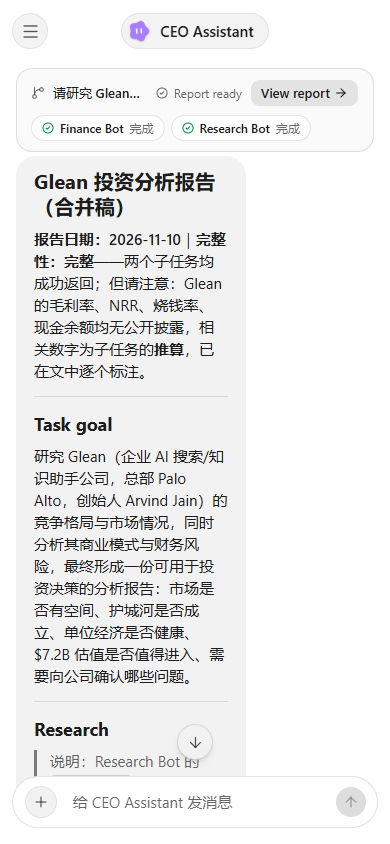 CEO Assistant
请研究 Glean...
Report ready
View report →
Finance Bot 完成
Research Bot 完成
Glean 投资分析报告
（合并稿）
报告日期：2026-11-10 | 完整
性：完整——两个子任务均
成功返回；但请注意：Glean
的毛利率、NRR、烧钱率、
现金余额均无公开披露，相
关数字为子任务的推算，已
在文中逐个标注。
Task goal
研究 Glean（企业 AI 搜索/知
识助手公司，总部 Palo
Alto，创始人 Arvind Jain）的
竞争格局与市场情况，同时
分析其商业模式与财务风
险，最终形成一份可用于投
资决策的分析报告：市场是
否有空间、护城河是否成
立、单位经济是否健康、
$7.2B 估值是否值得进入、需
要向公司确认哪些问题。
Research
说明：Research Bot 的
给 CEO Assistant 发消息